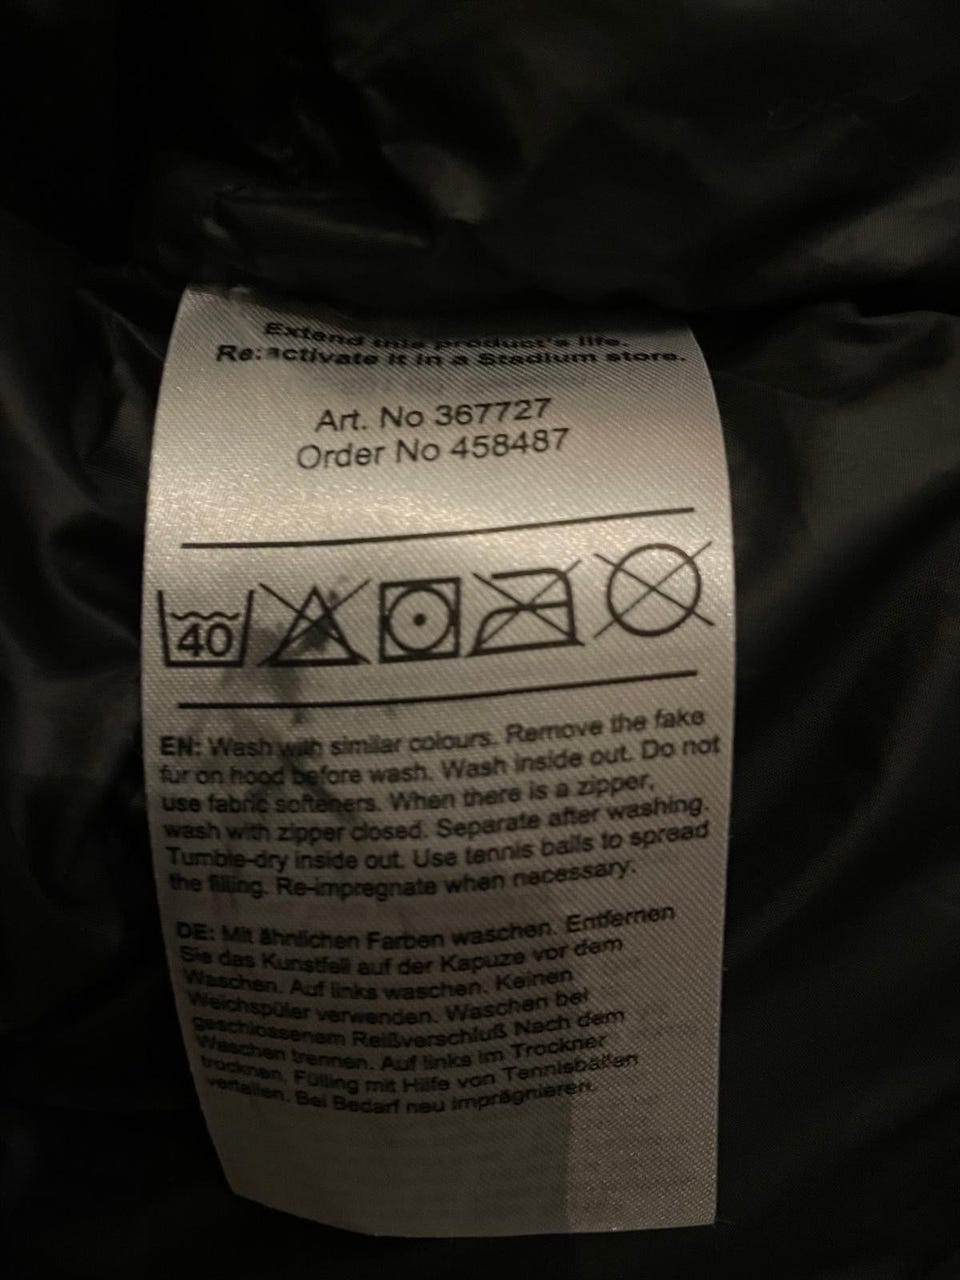 Extend this product's life.
Re:activate it in a Stadium store.
Art. No 367727
Order No 458487
40
EN: Wash with similar colours. Remove the fake
fur on hood before wash. Wash inside out. Do not
use fabric softeners. When there is a zipper,
wash with zipper closed. Separate after washing.
Tumble-dry inside out. Use tennis balls to spread
the filling. Re-impregnate when necessary.
DE: Mit ähnlichen Farben waschen. Entfernen
Sie das Kunstfell auf der Kapuze vor dem
Waschen. Auf links waschen. Keinen
Weichspüler verwenden. Waschen bei
geschlossenem Reißverschluß Nach dem
Waschen trennen. Auf links im Trockner
trocknen. Fülling mit Hilfe von Tennisbällen
verteilen. Bei Bedarf neu imprägnieren.